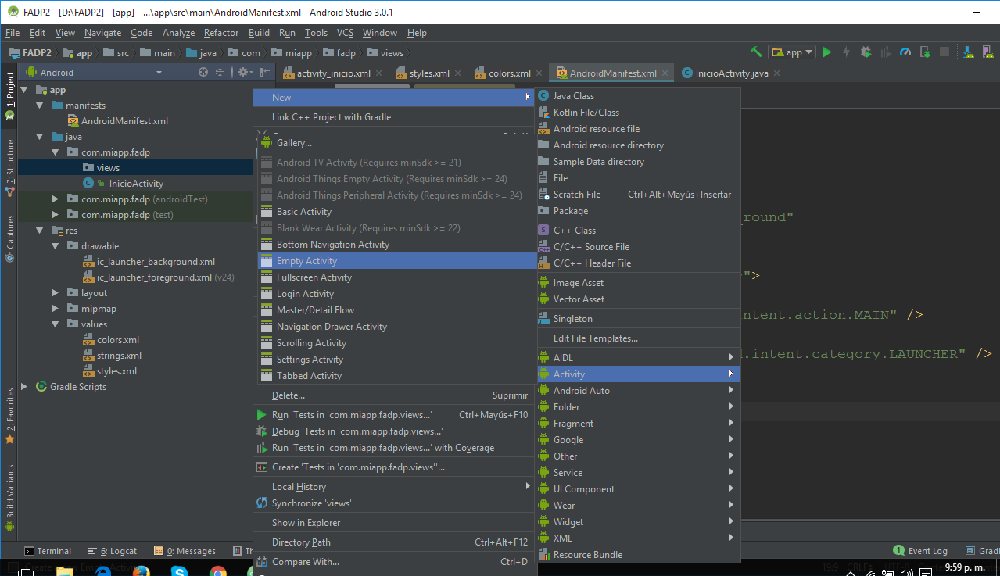 FADP2 - [D:\FADP2] - [app] - ...\app\src\main\AndroidManifest.xml - Android Studio 3.0.1
File Edit View Navigate Code Analyze Refactor Build Run Tools VCS Window Help
FADP2 app src main java com miapp fadp views app
Android
activity_inicio.xml styles.xml colors.xml AndroidManifest.xml InicioActivity.java
1: Project
7: Structure
Captures
2: Favorites
Build Variants
app
manifests
AndroidManifest.xml
java
com.miapp.fadp
views
InicioActivity
com.miapp.fadp (androidTest)
com.miapp.fadp (test)
res
drawable
ic_launcher_background.xml
ic_launcher_foreground.xml (v24)
layout
mipmap
values
colors.xml
strings.xml
styles.xml
Gradle Scripts
New
Link C++ Project with Gradle
Gallery...
Android TV Activity (Requires minSdk >= 21)
Android Things Empty Activity (Requires minSdk >= 24)
Android Things Peripheral Activity (Requires minSdk >= 24)
Basic Activity
Blank Wear Activity (Requires minSdk >= 22)
Bottom Navigation Activity
Empty Activity
Fullscreen Activity
Login Activity
Master/Detail Flow
Navigation Drawer Activity
Scrolling Activity
Settings Activity
Tabbed Activity
Delete... Suprimir
Run 'Tests in 'com.miapp.fadp.views...' Ctrl+Mayús+F10
Debug 'Tests in 'com.miapp.fadp.views...'
Run 'Tests in 'com.miapp.fadp.views...' with Coverage
Create 'Tests in 'com.miapp.fadp.views''...
Local History
Synchronize 'views'
Show in Explorer
Directory Path Ctrl+Alt+F12
Compare With... Ctrl+D
Java Class
Kotlin File/Class
Android resource file
Android resource directory
Sample Data directory
File
Scratch File Ctrl+Alt+Mayús+Insertar
Package
C++ Class
C/C++ Source File
C/C++ Header File
Image Asset
Vector Asset
Singleton
Edit File Templates...
AIDL
Activity
Android Auto
Folder
Fragment
Google
Other
Service
UI Component
Wear
Widget
XML
Resource Bundle
round"
">
ntent.action.MAIN" />
.intent.category.LAUNCHER" />
Terminal 6: Logcat 0: Messages 1 Event Log
9:59 p. m.